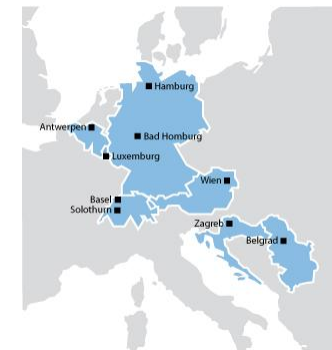 Hamburg
Antwerpen
Bad Homburg
Luxemburg
Wien
Basel
Solothurn
Zagreb
Belgrad